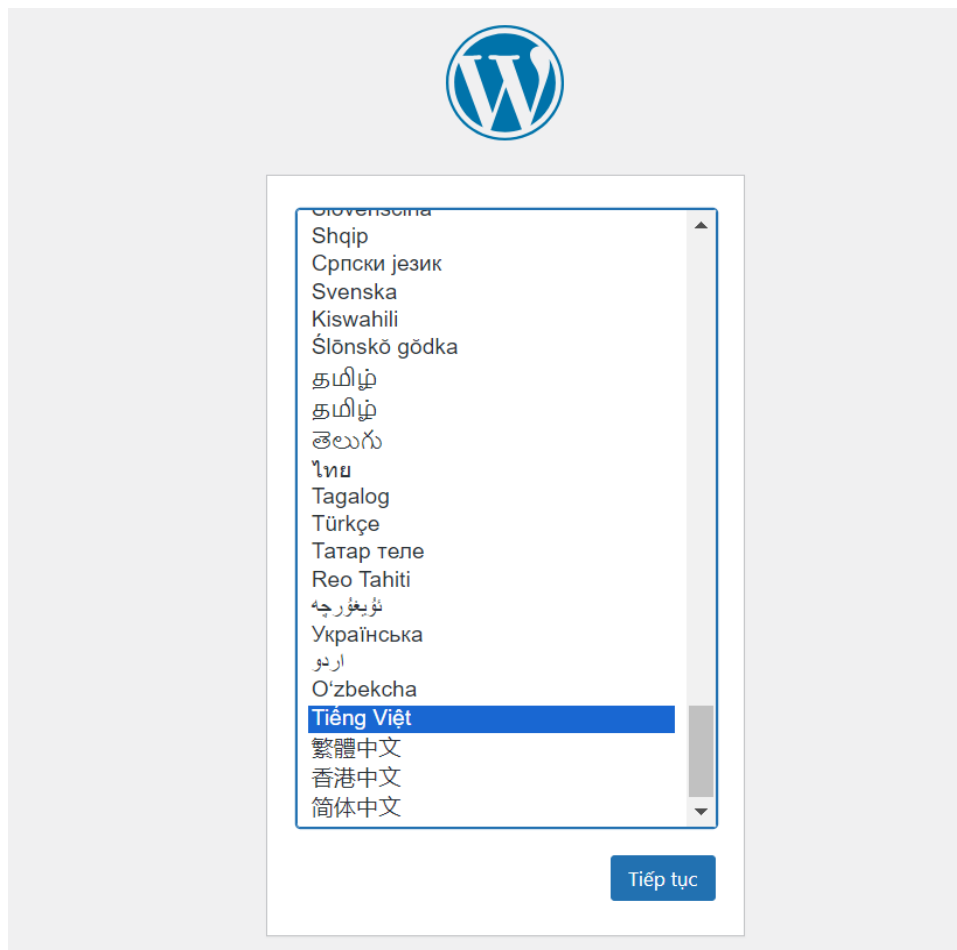 Slovenščina
Shqip
Српски језик
Svenska
Kiswahili
Ślōnskŏ gŏdka
தமிழ்
தமிழ்
తెలుగు
ไทย
Tagalog
Türkçe
Татар теле
Reo Tahiti
ئۇيغۇرچە
Українська
اردو
O‘zbekcha
Tiếng Việt
繁體中文
香港中文
简体中文
Tiếp tục